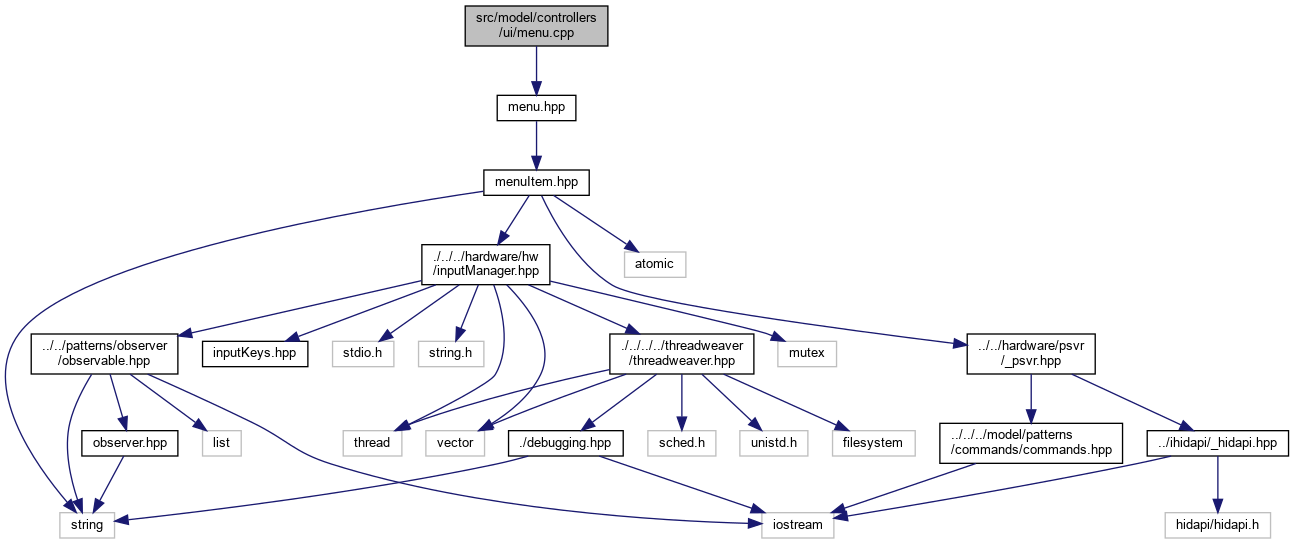 src/model/controllers
/ui/menu.cpp
menu.hpp
menuItem.hpp
./../../hardware/hw
/inputManager.hpp
atomic
../../patterns/observer
/observable.hpp
inputKeys.hpp
stdio.h
string.h
./../../../threadweaver
/threadweaver.hpp
mutex
../../hardware/psvr
/_psvr.hpp
observer.hpp
list
thread
vector
./debugging.hpp
sched.h
unistd.h
filesystem
../../../model/patterns
/commands/commands.hpp
../ihidapi/_hidapi.hpp
string
iostream
hidapi/hidapi.h